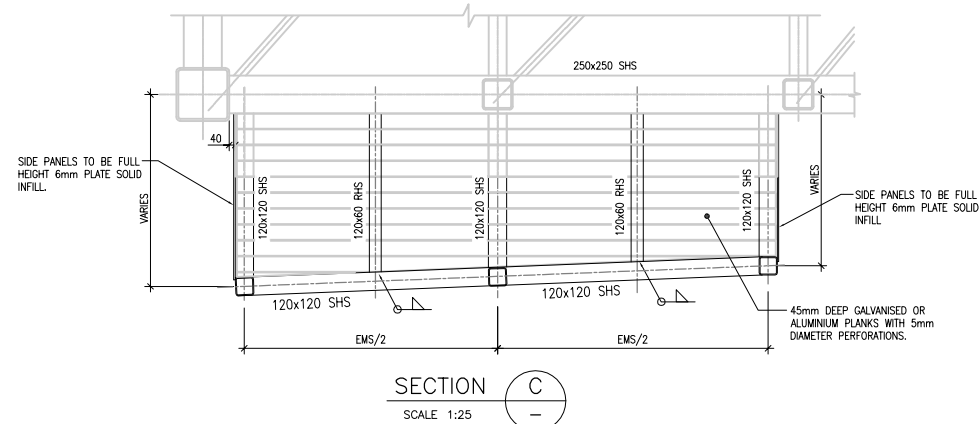 250x250 SHS
40
SIDE PANELS TO BE FULL
HEIGHT 6mm PLATE SOLID
INFILL.
VARIES
120x120 SHS
120x60 RHS
120x120 SHS
120x60 RHS
120x120 SHS
VARIES
SIDE PANELS TO BE FULL
HEIGHT 6mm PLATE SOLID
INFILL
120x120 SHS
120x120 SHS
45mm DEEP GALVANISED OR
ALUMINIUM PLANKS WITH 5mm
DIAMETER PERFORATIONS.
EMS/2
EMS/2
SECTION C
SCALE 1:25 –